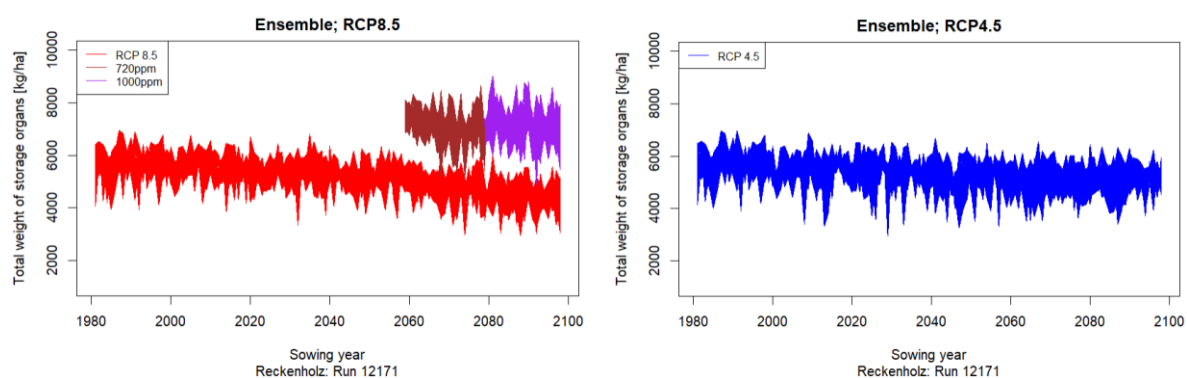 Ensemble; RCP8.5
Total weight of storage organs [kg/ha]
10000
8000
6000
4000
2000
RCP 8.5
720ppm
1000ppm
1980 2000 2020 2040 2060 2080 2100
Sowing year
Reckenholz: Run 12171
Ensemble; RCP4.5
Total weight of storage organs [kg/ha]
10000
8000
6000
4000
2000
RCP 4.5
1980 2000 2020 2040 2060 2080 2100
Sowing year
Reckenholz: Run 12171